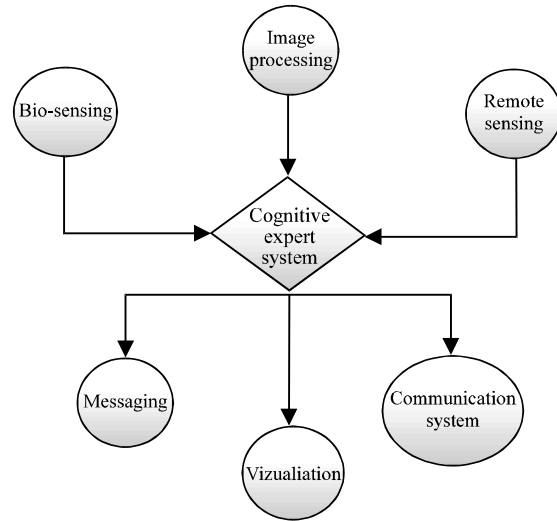 Image
processing
Bio-sensing
Remote
sensing
Cognitive
expert
system
Messaging
Communication
system
Vizualiation